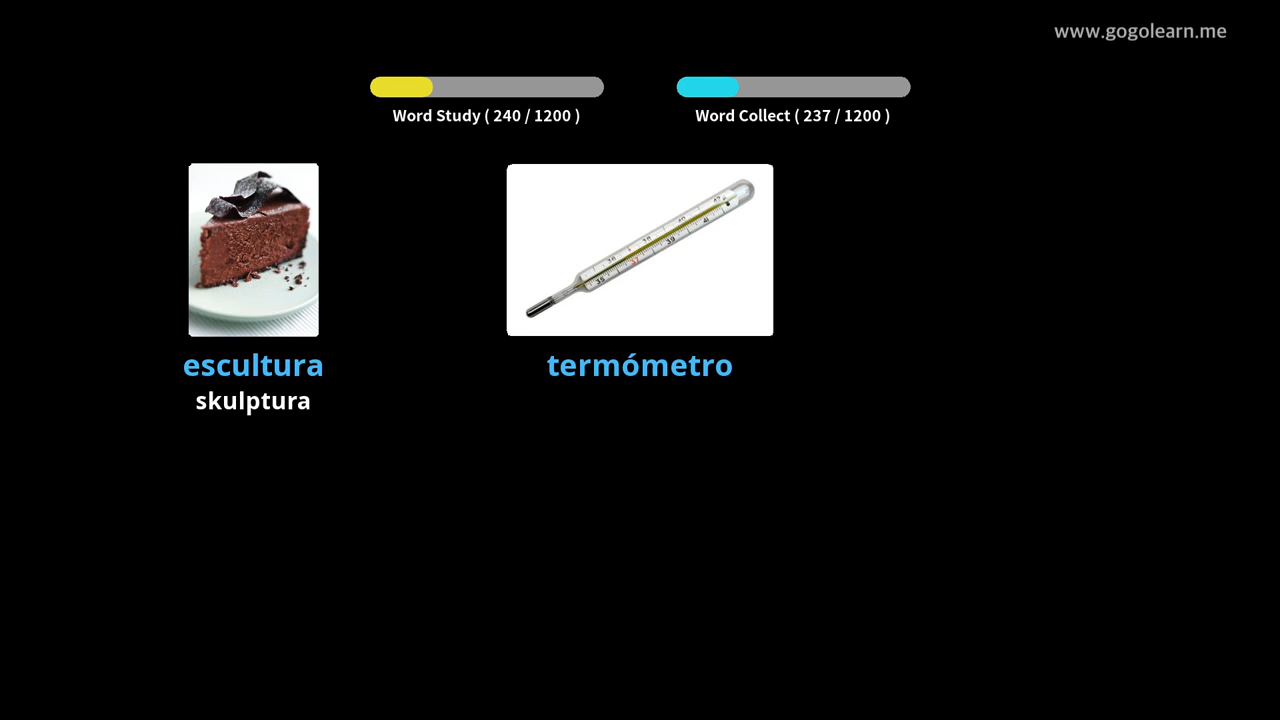 www.gogolearn.me
Word Study ( 240 / 1200 )
Word Collect ( 237 / 1200 )
escultura
skulptura
termómetro